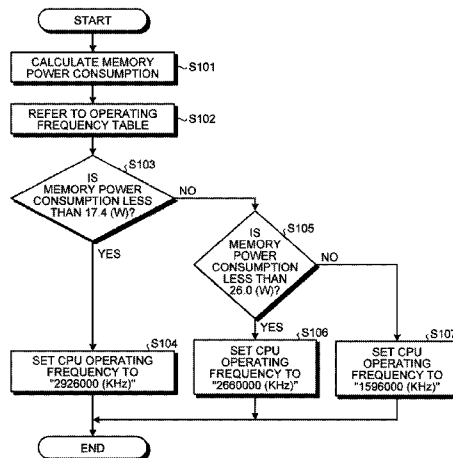 START
CALCULATE MEMORY
POWER CONSUMPTION
S101
REFER TO OPERATING
FREQUENCY TABLE
S102
S103
IS
MEMORY POWER
CONSUMPTION LESS
THAN 17.4 (W)?
NO
YES
S105
IS
MEMORY
POWER
CONSUMPTION
LESS THAN
26.0 (W)?
NO
YES
S104
SET CPU OPERATING
FREQUENCY TO
"2926000 (KHz)"
S106
SET CPU
OPERATING
FREQUENCY TO
"2660000 (KHz)"
S107
SET CPU
OPERATING
FREQUENCY TO
"1596000 (KHz)"
END